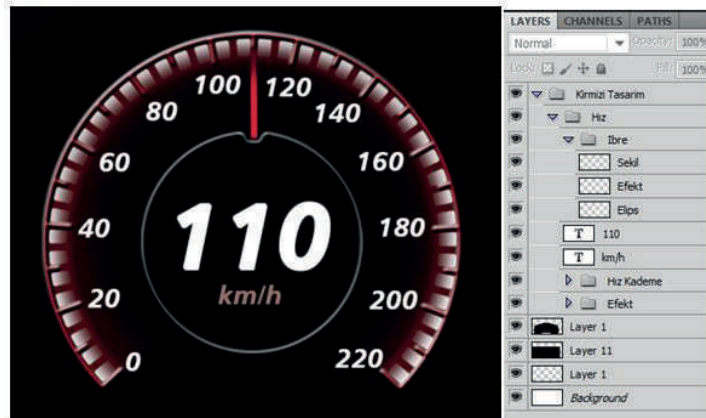 100
120
80
140
60
160
40
180
110
km/h
20
200
0
220
LAYERS CHANNELS PATHS
Normal Opacity: 100%
Lock: Fill: 100%
Kirmizi Tasarim
Hız
Ibre
Sekil
Efekt
Elips
T 110
T km/h
Hız Kademe
Efekt
Layer 1
Layer 11
Layer 1
Background